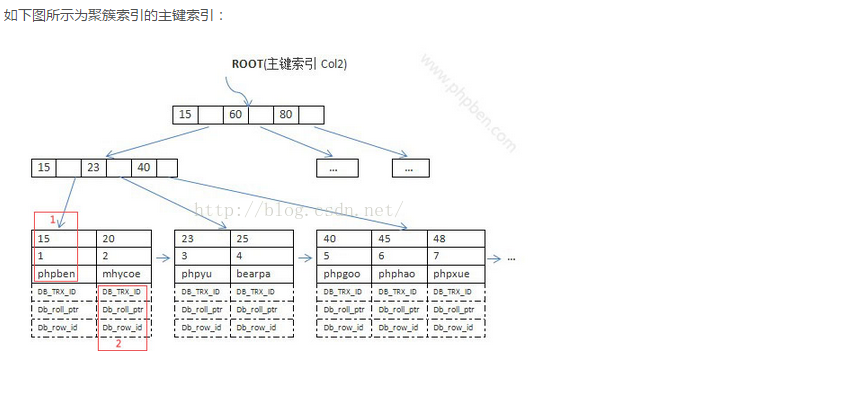 如下图所示为聚簇索引的主键索引：
ROOT(主键索引 Col2)
www.phpben.com
15 60 80
15 23 40 ... ...
http://blog.csdn.net/
1
15 20 23 25 40 45 48
1 2 3 4 5 6 7 ...
phpben mhycoe phpyu bearpa phpgoo phphao phpxue
DB_TRX_ID DB_TRX_ID DB_TRX_ID DB_TRX_ID DB_TRX_ID DB_TRX_ID DB_TRX_ID
Db_roll_ptr Db_roll_ptr Db_roll_ptr Db_roll_ptr Db_roll_ptr Db_roll_ptr Db_roll_ptr
Db_row_id Db_row_id Db_row_id Db_row_id Db_row_id Db_row_id Db_row_id
2